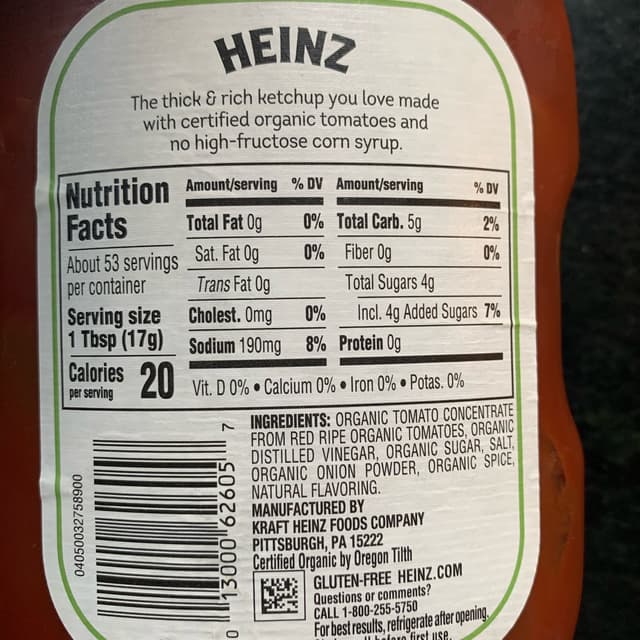 HEINZ
The thick & rich ketchup you love made
with certified organic tomatoes and
no high-fructose corn syrup.
Nutrition
Facts
About 53 servings
per container
Serving size
1 Tbsp (17g)
Calories
per serving
20
Amount/serving % DV
Total Fat 0g 0%
Sat. Fat 0g 0%
Trans Fat 0g
Cholest. 0mg 0%
Sodium 190mg 8%
Amount/serving % DV
Total Carb. 5g 2%
Fiber 0g 0%
Total Sugars 4g
Incl. 4g Added Sugars 7%
Protein 0g
Vit. D 0% • Calcium 0% • Iron 0% • Potas. 0%
INGREDIENTS: ORGANIC TOMATO CONCENTRATE
FROM RED RIPE ORGANIC TOMATOES, ORGANIC
DISTILLED VINEGAR, ORGANIC SUGAR, SALT,
ORGANIC ONION POWDER, ORGANIC SPICE,
NATURAL FLAVORING.
MANUFACTURED BY
KRAFT HEINZ FOODS COMPANY
PITTSBURGH, PA 15222
Certified Organic by Oregon Tilth
GLUTEN-FREE HEINZ.COM
Questions or comments?
CALL 1-800-255-5750
For best results, refrigerate after opening.
before first use.
04050032758900
0 13000 62605 7